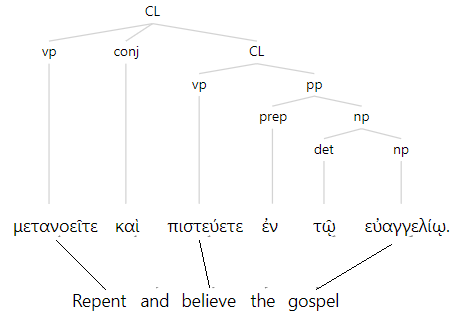 CL
vp conj CL
vp pp
prep np
det np
μετανοεῖτε καὶ πιστεύετε ἐν τῷ εὐαγγελίῳ.
Repent and believe the gospel